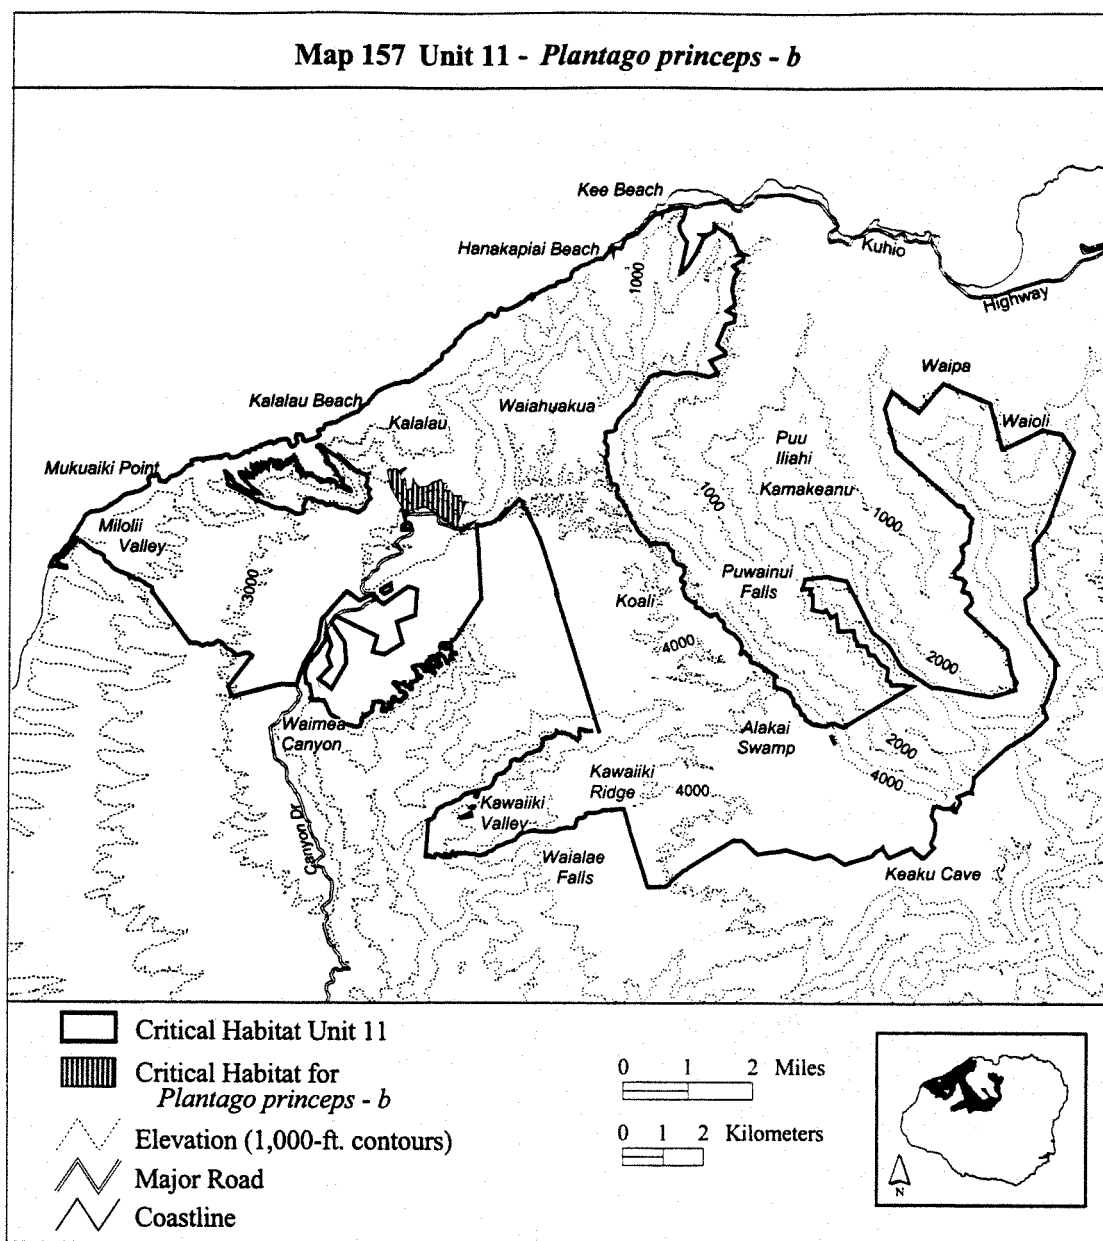 Map 157 Unit 11 - Plantago princeps - b
Kee Beach
Hanakapiai Beach
Kuhio
1000
Highway
Waipa
Kalalau Beach
Waiahuakua
Kalalau
Waioli
Puu
Iliahi
Mukuaiki Point
Kamakeanu
1000
1000
Milolii
Valley
Puwainui
Falls
3000
Koali
4000
2000
Waimea
Canyon
Alakai
Swamp
2000
4000
Kawaiiki
Ridge
4000
Kawaiiki
Valley
Canyon Dr
Waialae
Falls
Keaku Cave
Critical Habitat Unit 11
Critical Habitat for
Plantago princeps - b
Elevation (1,000-ft. contours)
Major Road
Coastline
0 1 2 Miles
0 1 2 Kilometers
N